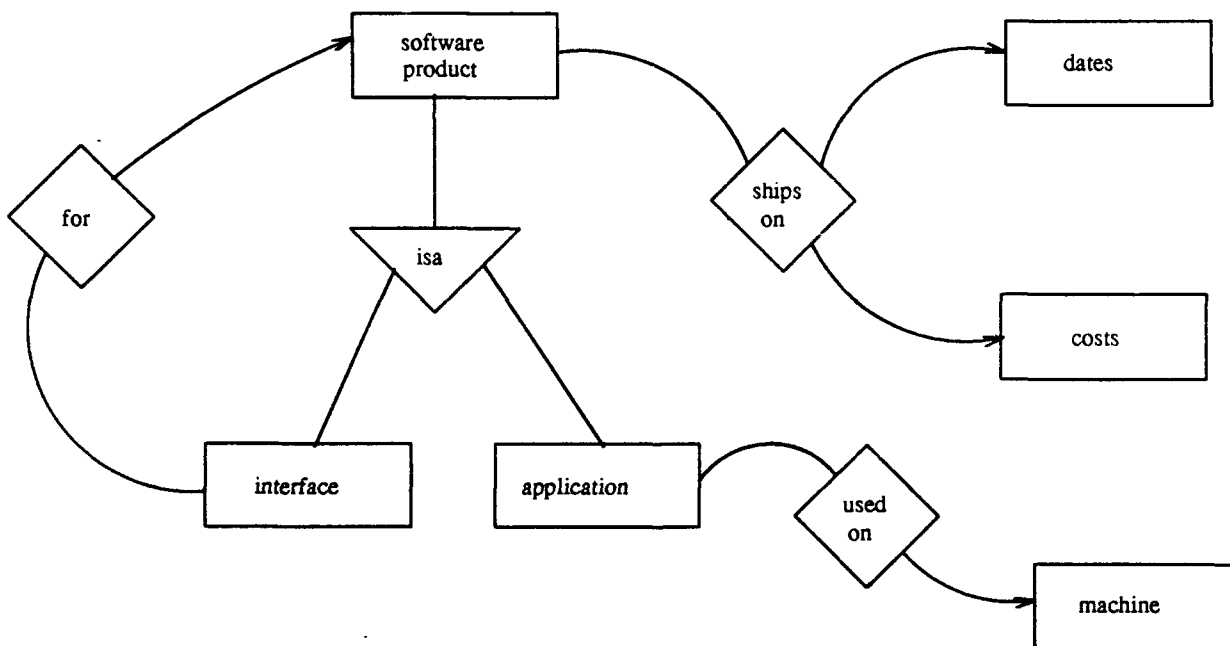 software
product
dates
for
ships
on
isa
costs
interface
application
used
on
machine